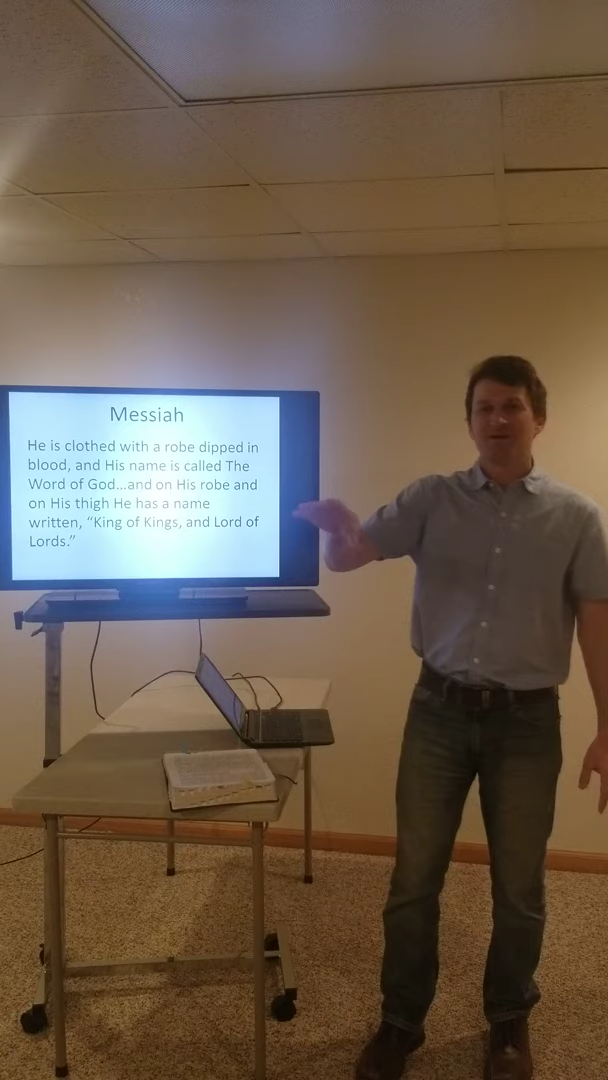 Messiah
He is clothed with a robe dipped in
blood, and His name is called The
Word of God...and on His robe and
on His thigh He has a name
written, “King of Kings, and Lord of
Lords.”